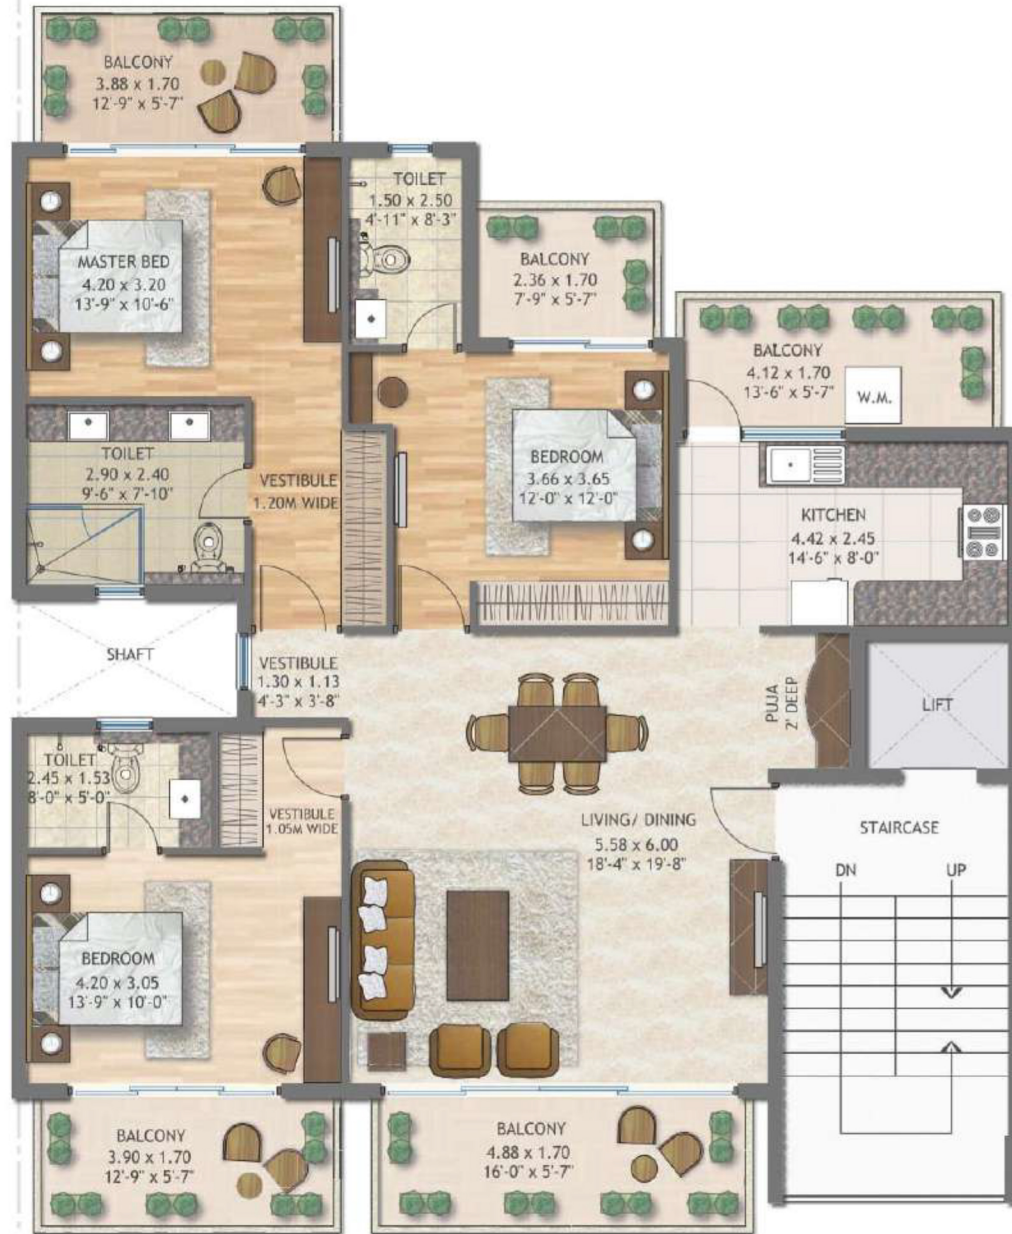 BALCONY
3.88 x 1.70
12'-9" x 5'-7"
TOILET
1.50 x 2.50
4'-11" x 8'-3"
MASTER BED
4.20 x 3.20
13'-9" x 10'-6"
BALCONY
2.36 x 1.70
7'-9" x 5'-7"
BALCONY
4.12 x 1.70
13'-6" x 5'-7"
W.M.
TOILET
2.90 x 2.40
9'-6" x 7'-10"
VESTIBULE
1.20M WIDE
BEDROOM
3.66 x 3.65
12'-0" x 12'-0"
KITCHEN
4.42 x 2.45
14'-6" x 8'-0"
SHAFT
VESTIBULE
1.30 x 1.13
4'-3" x 3'-8"
PUJA
2' DEEP
LIFT
TOILET
2.45 x 1.53
8'-0" x 5'-0"
VESTIBULE
1.05M WIDE
LIVING/ DINING
5.58 x 6.00
18'-4" x 19'-8"
STAIRCASE
DN
UP
BEDROOM
4.20 x 3.05
13'-9" x 10'-0"
BALCONY
3.90 x 1.70
12'-9" x 5'-7"
BALCONY
4.88 x 1.70
16'-0" x 5'-7"